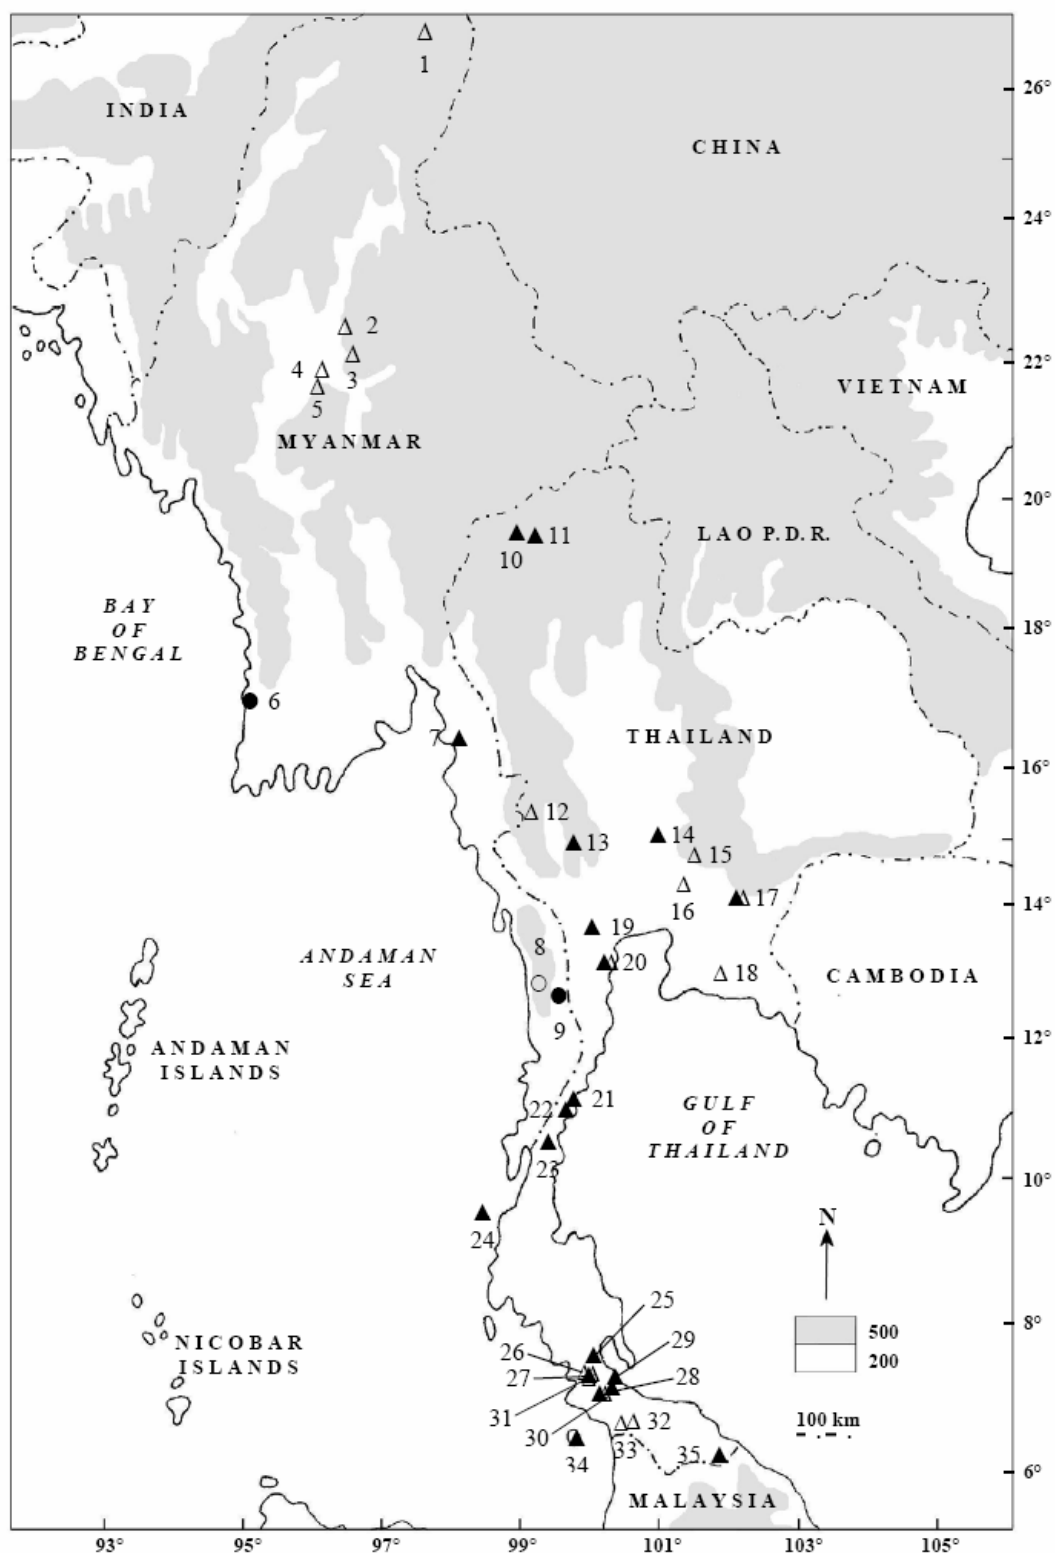 1
26°
INDIA
CHINA
24°
2
22°
4
3
5
VIETNAM
MYANMAR
20°
LAO P.D.R.
11
10
BAY
OF
BENGAL
18°
6
7
THAILAND
16°
12
13
14
15
17
16
14°
19
8
20
18
ANDAMAN
SEA
CAMBODIA
9
12°
ANDAMAN
ISLANDS
21
22
GULF
OF
THAILAND
23
10°
24
N
25
8°
29
500
26
NICOBAR
ISLANDS
200
27
28
31
32
100 km
30
33
34
35
6°
MALAYSIA
93°
95°
97°
99°
101°
103°
105°